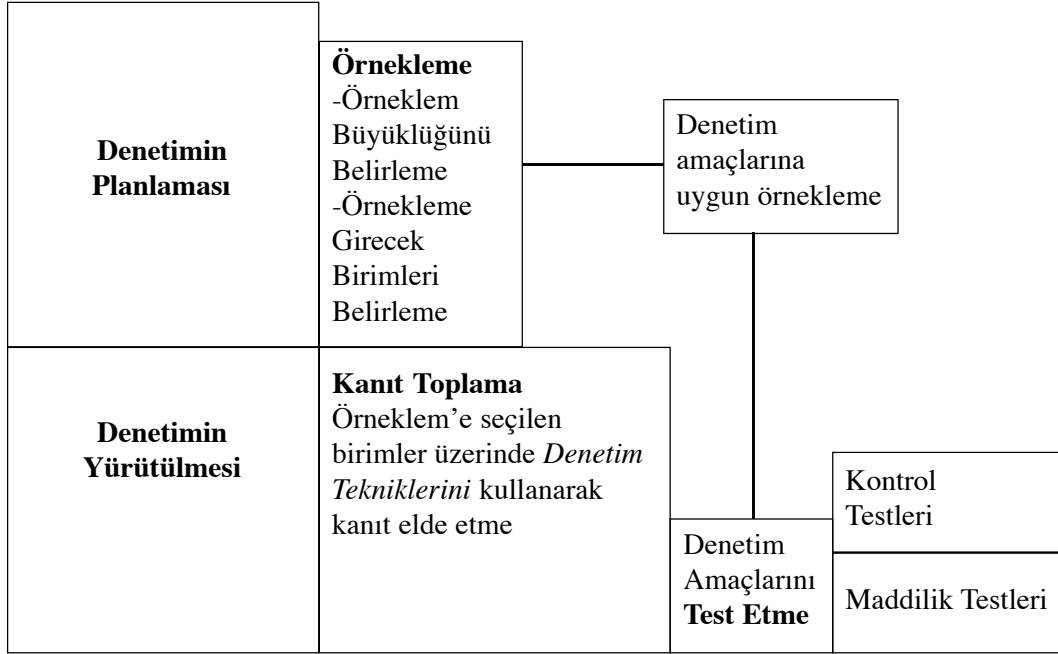 Denetimin
Planlaması
Örnekleme
-Örneklem
Büyüklüğünü
Belirleme
-Örnekleme
Girecek
Birimleri
Belirleme
Denetim
amaçlarına
uygun örnekleme
Denetimin
Yürütülmesi
Kanıt Toplama
Örneklem’e seçilen
birimler üzerinde Denetim
Tekniklerini kullanarak
kanıt elde etme
Denetim
Amaçlarını
Test Etme
Kontrol
Testleri
Maddilik Testleri